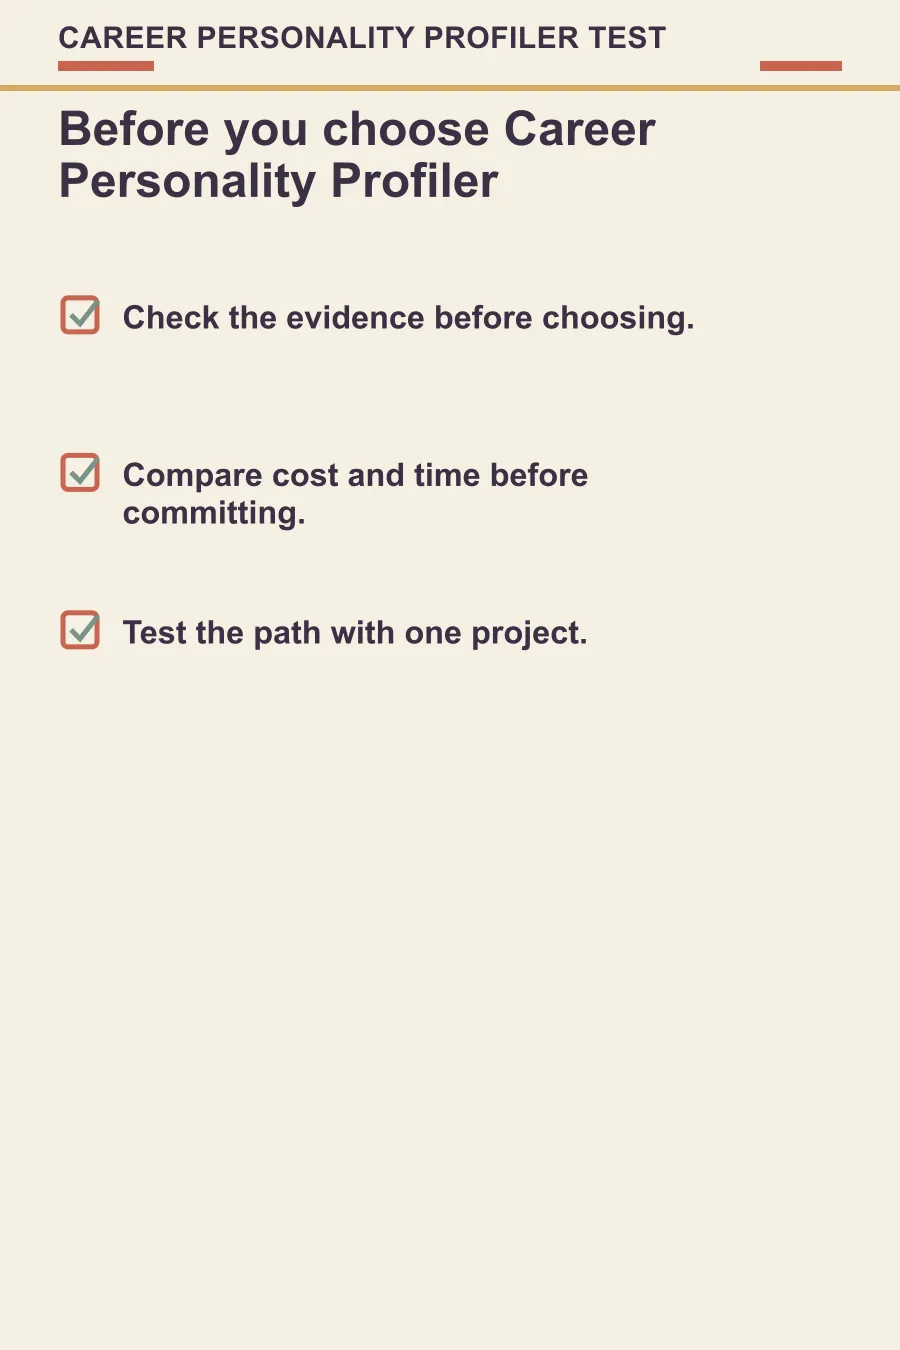 CAREER PERSONALITY PROFILER TEST
Before you choose Career
Personality Profiler
Check the evidence before choosing.
Compare cost and time before
committing.
Test the path with one project.